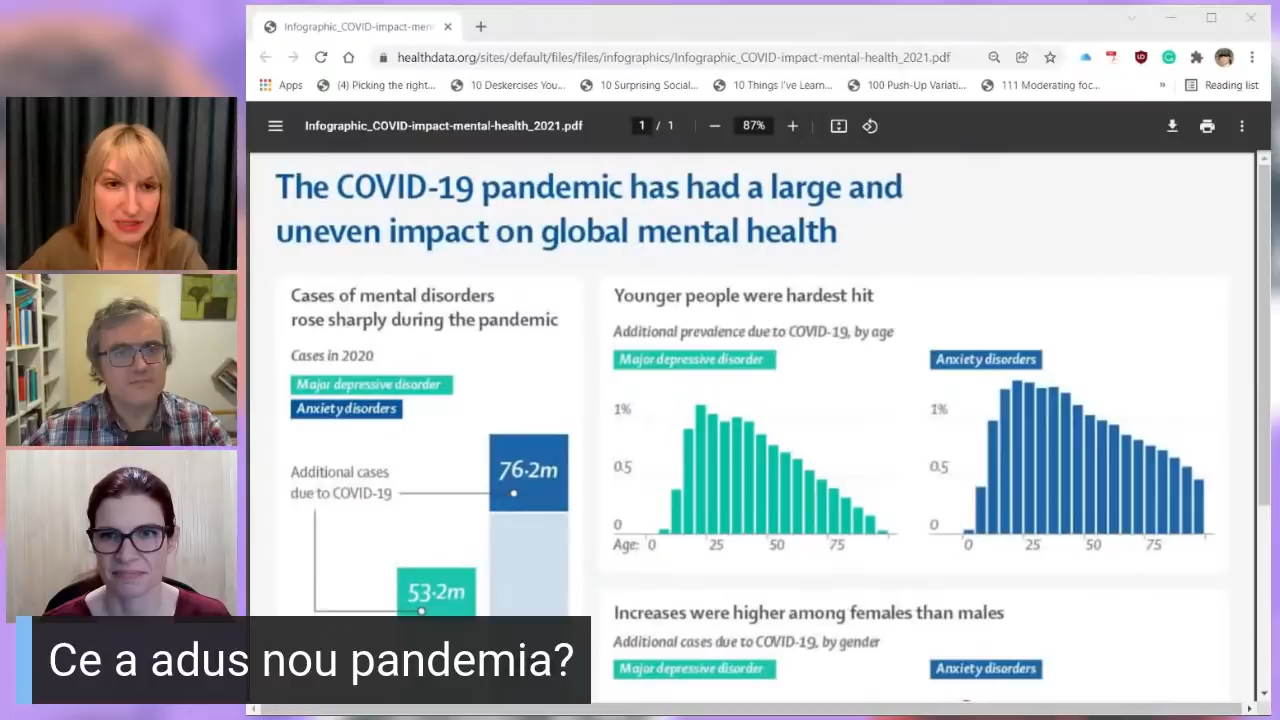 Infographic_COVID-impact-men
healthdata.org/sites/default/files/files/infographics/Infographic_COVID-impact-mental-health_2021.pdf
Apps (4) Picking the right... 10 Deskercises You... 10 Surprising Social... 10 Things I've Learn... 100 Push-Up Variati... 111 Moderating foc... » Reading list
Infographic_COVID-impact-mental-health_2021.pdf 1 / 1 87%
The COVID-19 pandemic has had a large and
uneven impact on global mental health
Cases of mental disorders
rose sharply during the pandemic
Cases in 2020
Major depressive disorder
Anxiety disorders
76·2m
Additional cases
due to COVID-19
53·2m
Younger people were hardest hit
Additional prevalence due to COVID-19, by age
Major depressive disorder
1%
0.5
0
Age: 0 25 50 75
Anxiety disorders
1%
0.5
0
0 25 50 75
Increases were higher among females than males
Additional cases due to COVID-19, by gender
Major depressive disorder Anxiety disorders
Ce a adus nou pandemia?